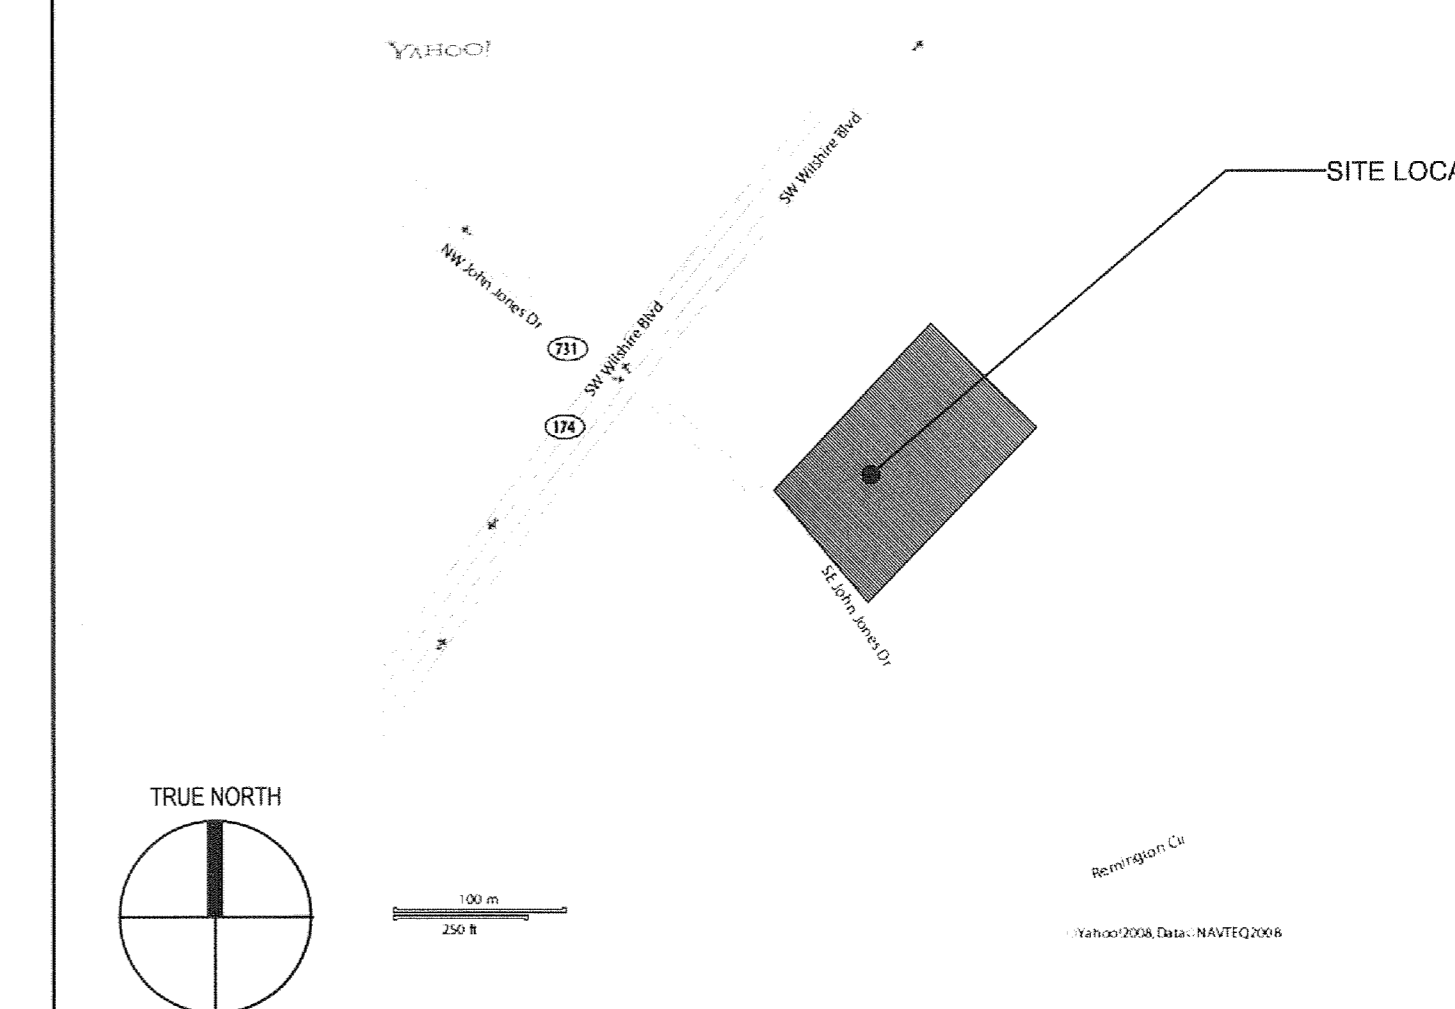 YAHOO!
SW Wilshire Blvd
SITE LOCA
NW John Jones Dr
731
SW Wilshire Blvd
174
SE John Jones Dr
TRUE NORTH
100 m
250 ft
Remington Cir
©Yahoo!2008, Data©NAVTEQ2008